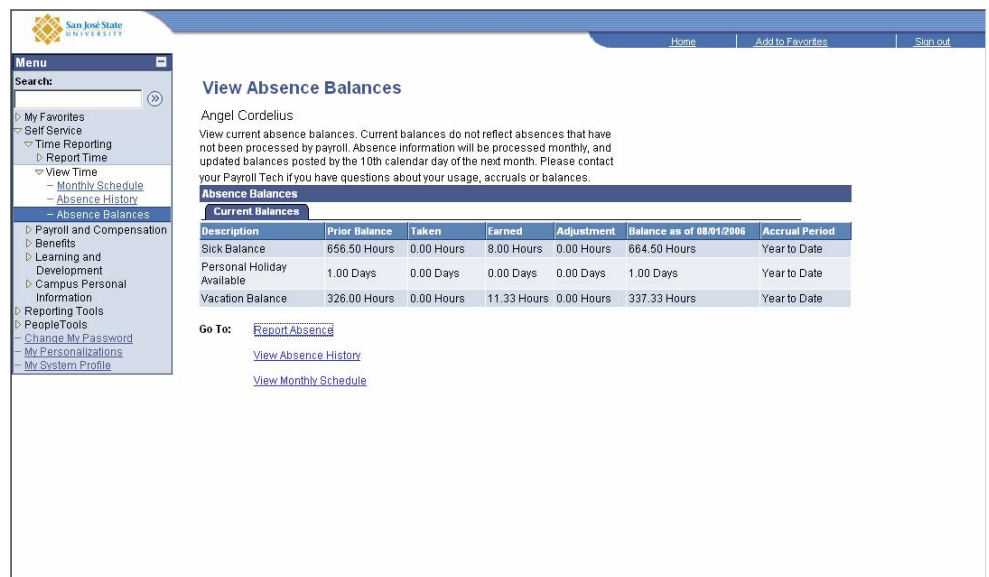 San José State
UNIVERSITY
Home Add to Favorites Sign out
Menu
Search:
My Favorites
Self Service
Time Reporting
Report Time
View Time
– Monthly Schedule
– Absence History
– Absence Balances
Payroll and Compensation
Benefits
Learning and
Development
Campus Personal
Information
Reporting Tools
PeopleTools
– Change My Password
– My Personalizations
– My System Profile
View Absence Balances
Angel Cordelius
View current absence balances. Current balances do not reflect absences that have
not been processed by payroll. Absence information will be processed monthly, and
updated balances posted by the 10th calendar day of the next month. Please contact
your Payroll Tech if you have questions about your usage, accruals or balances.
Absence Balances
Current Balances
Description Prior Balance Taken Earned Adjustment Balance as of 08/01/2006 Accrual Period
Sick Balance 656.50 Hours 0.00 Hours 8.00 Hours 0.00 Hours 664.50 Hours Year to Date
Personal Holiday
Available 1.00 Days 0.00 Days 0.00 Days 0.00 Days 1.00 Days Year to Date
Vacation Balance 326.00 Hours 0.00 Hours 11.33 Hours 0.00 Hours 337.33 Hours Year to Date
Go To: Report Absence
View Absence History
View Monthly Schedule